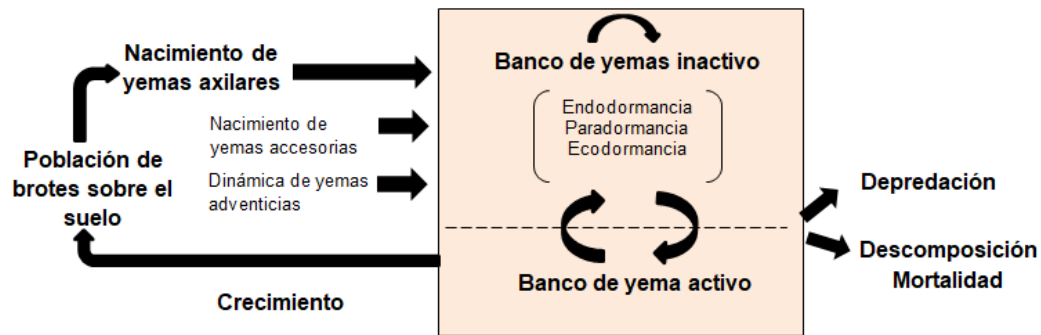 Nacimiento de
yemas axilares
Nacimiento de
yemas accesorias
Dinámica de yemas
adventicias
Población de
brotes sobre el
suelo
Crecimiento
Banco de yemas inactivo
Endodormancia
Paradormancia
Ecodormancia
Banco de yema activo
Depredación
Descomposición
Mortalidad